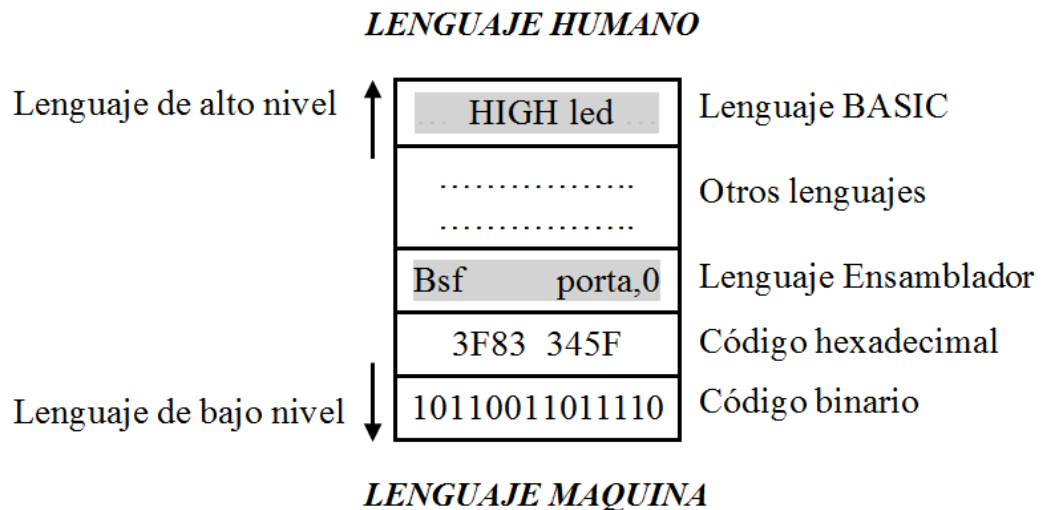 LENGUAJE HUMANO
Lenguaje de alto nivel
... HIGH led ...
Lenguaje BASIC
.................
.................
Otros lenguajes
Bsf porta,0
Lenguaje Ensamblador
3F83 345F
Código hexadecimal
Lenguaje de bajo nivel
10110011011110
Código binario
LENGUAJE MAQUINA